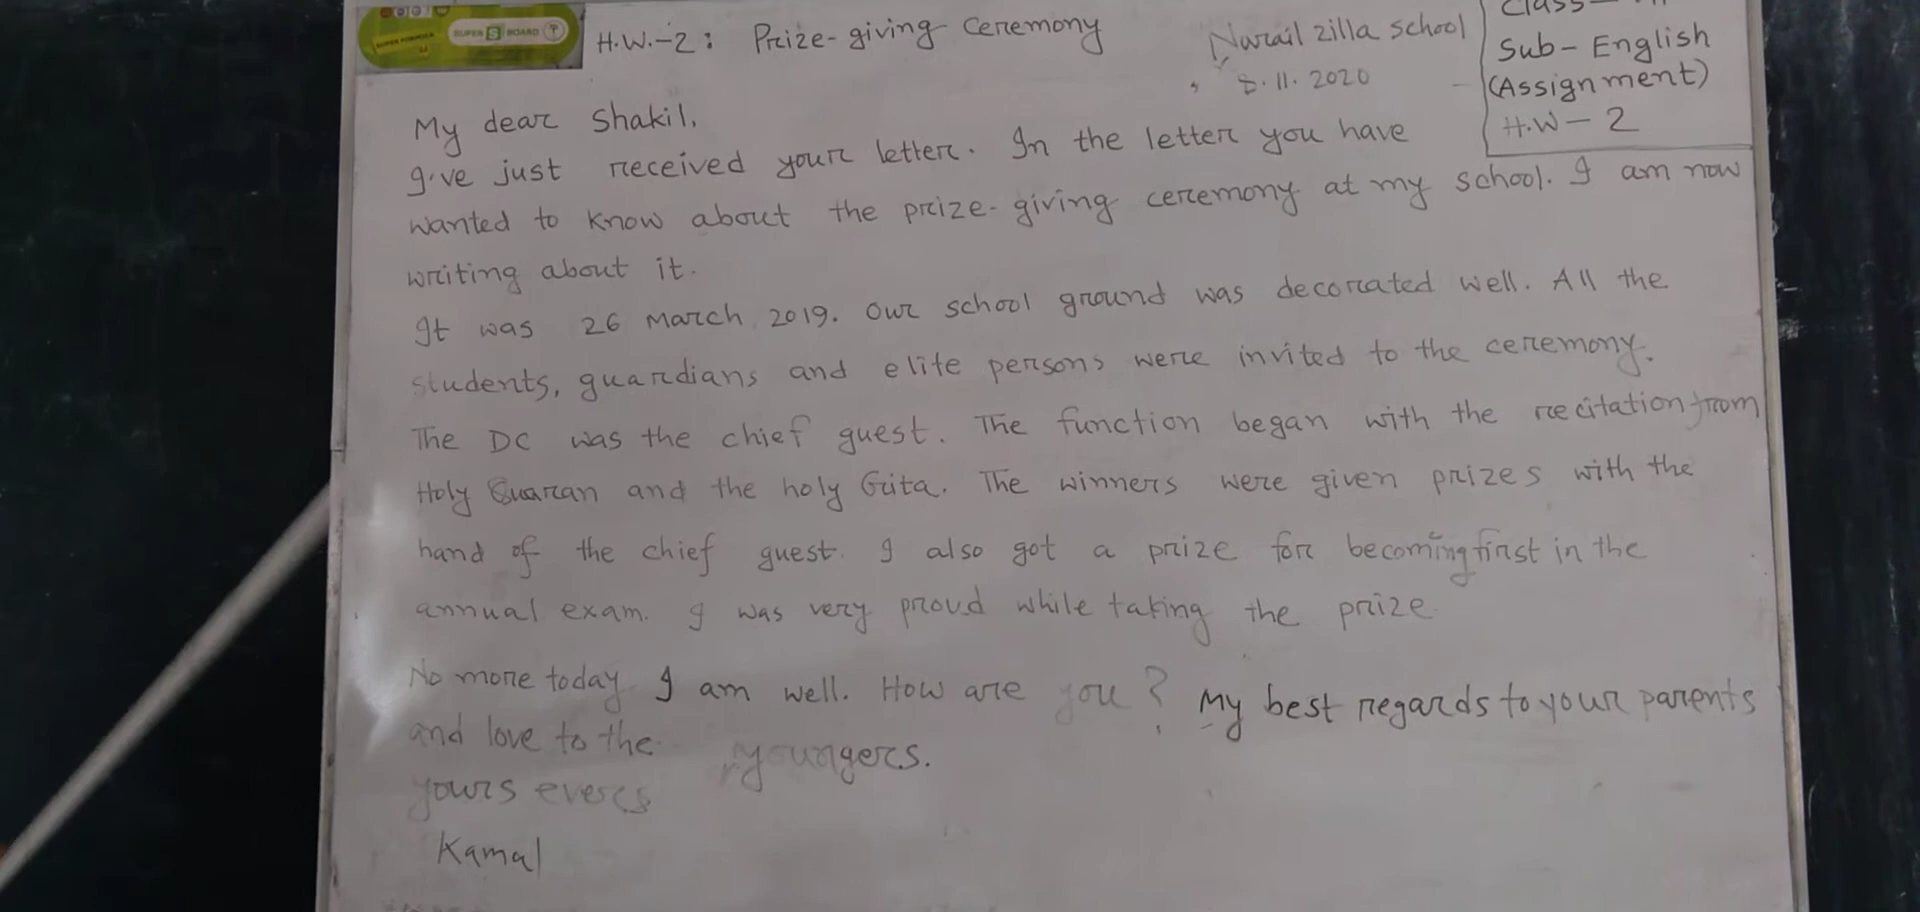 SUPER S BOARD
SUPER FORMICA
H.W.-2: Prize-giving Ceremony
Narail zilla school
8.11.2020
Class-
Sub- English
(Assignment)
H.W - 2
My dear Shakil,
I've just received your letter. In the letter you have
wanted to know about the prize-giving ceremony at my school. I am now
writing about it.
It was 26 March 2019. Our school ground was decorated well. All the
students, guardians and elite persons were invited to the ceremony.
The DC was the chief guest. The function began with the recitation from
Holy Quaran and the holy Gita. The winners were given prizes with the
hand of the chief guest. I also got a prize for becoming first in the
annual exam. I was very proud while taking the prize.
No more today I am well. How are you? My best regards to your parents
and love to the youngers.
yours evers
Kamal